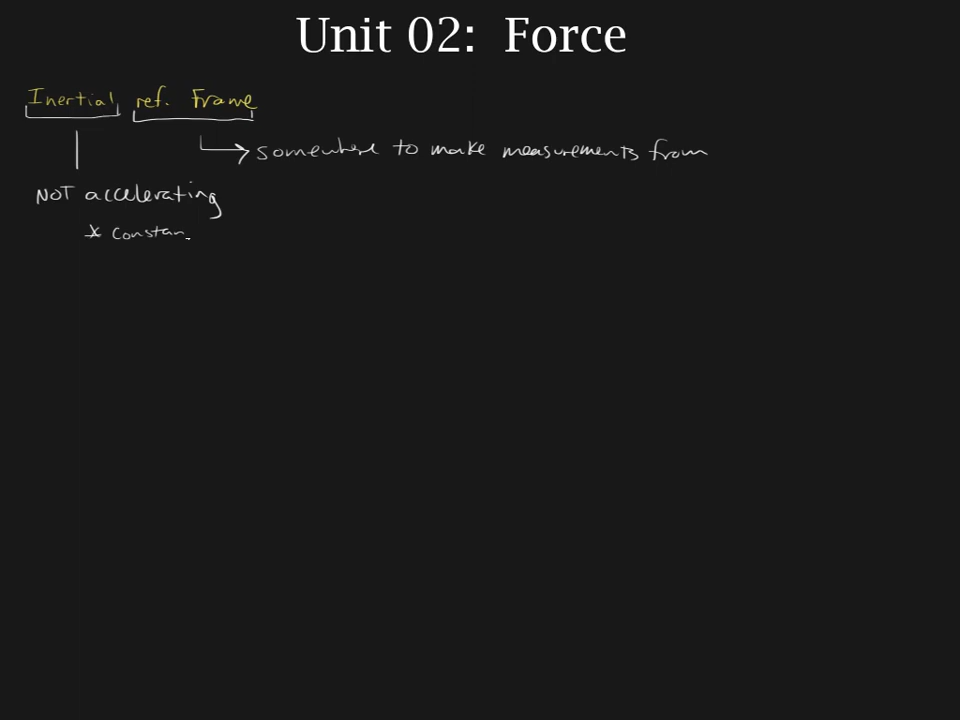 Unit 02: Force
Inertial ref. Frame
somewhere to make measurements from
NOT accelerating
* constan